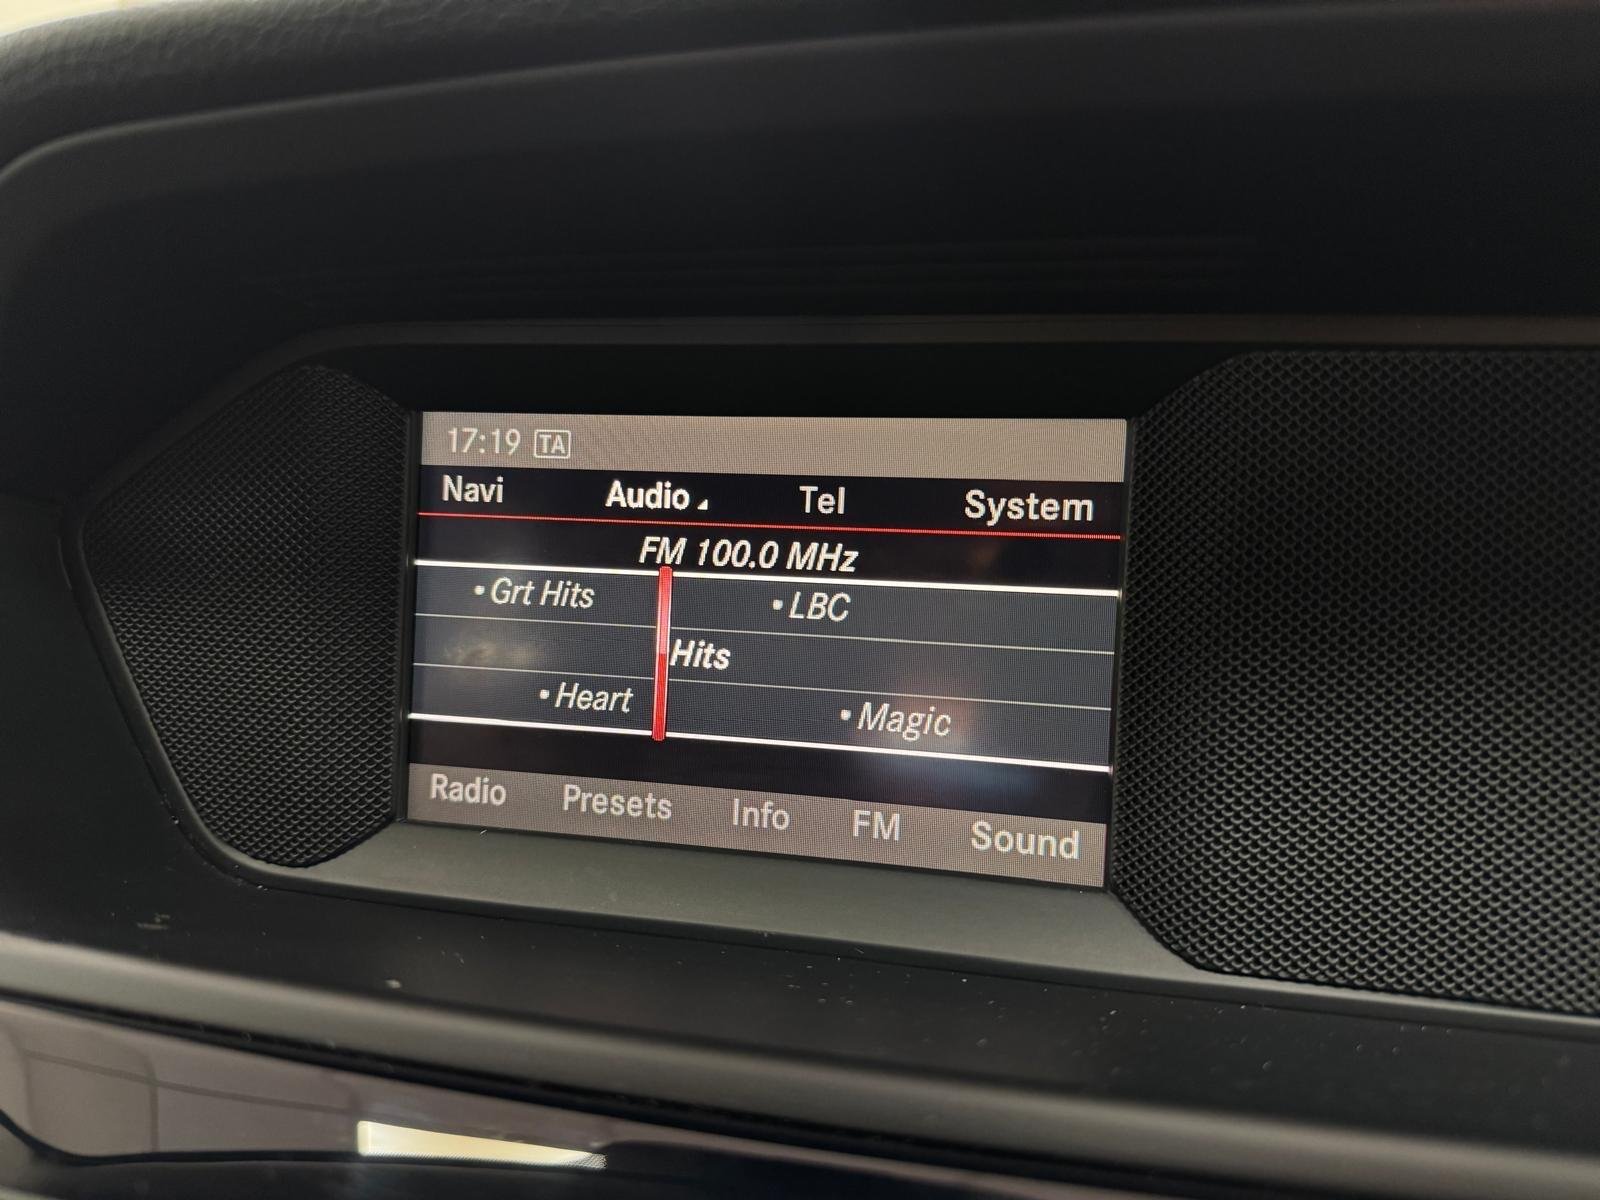 17:19 TA
Navi Audio Tel System
FM 100.0 MHz
• Grt Hits • LBC
Hits
• Heart • Magic
Radio Presets Info FM Sound